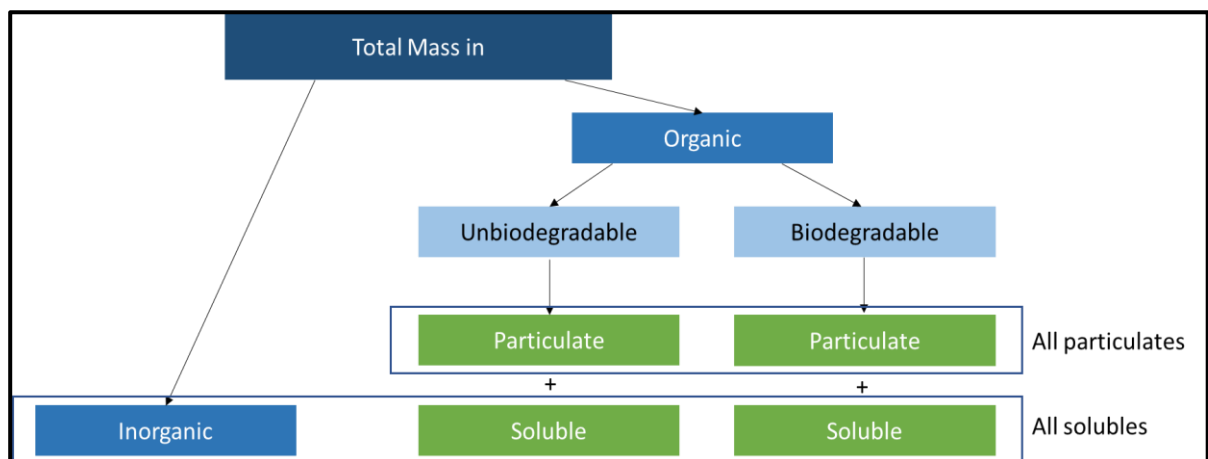 Total Mass in
Organic
Unbiodegradable
Biodegradable
Particulate
Particulate
All particulates
+
+
Inorganic
Soluble
Soluble
All solubles